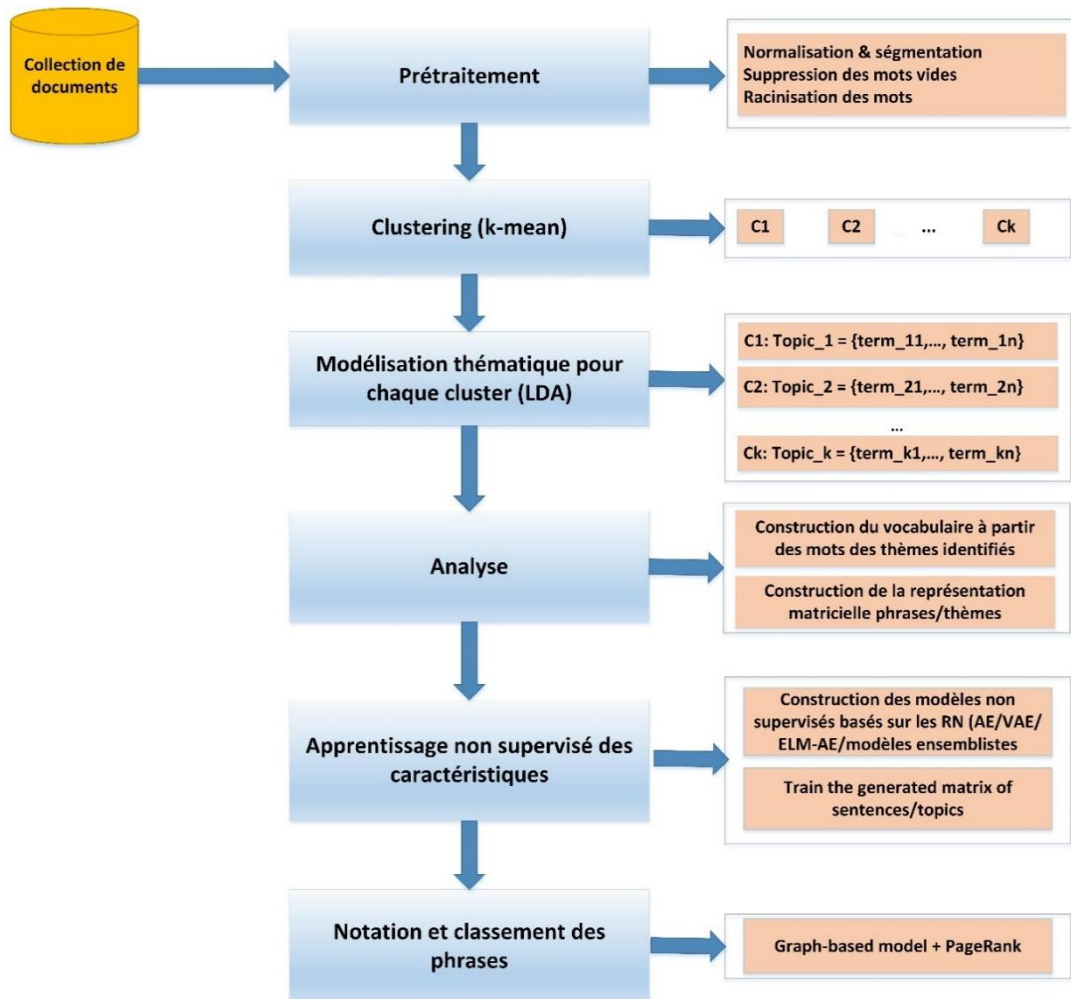 Collection de
documents
Prétraitement
Normalisation & ségmentation
Suppression des mots vides
Racinisation des mots
Clustering (k-mean)
C1
C2
...
Ck
Modélisation thématique pour
chaque cluster (LDA)
C1: Topic_1 = {term_11,..., term_1n}
C2: Topic_2 = {term_21,..., term_2n}
...
Ck: Topic_k = {term_k1,..., term_kn}
Analyse
Construction du vocabulaire à partir
des mots des thèmes identifiés
Construction de la représentation
matricielle phrases/thèmes
Apprentissage non supervisé des
caractéristiques
Construction des modèles non
supervisés basés sur les RN (AE/VAE/
ELM-AE/modèles ensemblistes
Train the generated matrix of
sentences/topics
Notation et classement des
phrases
Graph-based model + PageRank